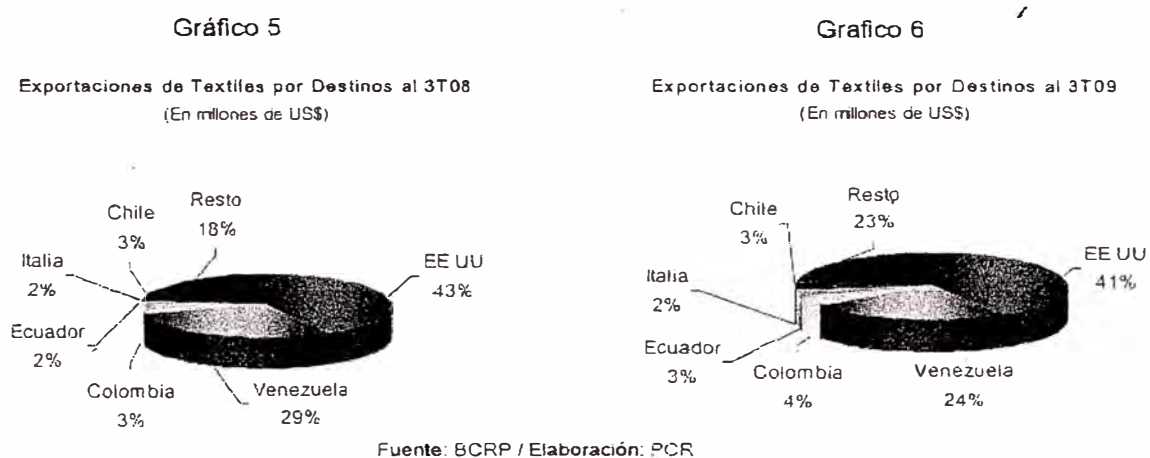 Gráfico 5
Exportaciones de Textiles por Destinos al 3T08
(En millones de US$)
Chile
3%
Resto
18%
Italia
2%
EE UU
43%
Ecuador
2%
Colombia
3%
Venezuela
29%
Grafico 6
Exportaciones de Textiles por Destinos al 3T09
(En millones de US$)
Chile
3%
Resto
23%
Italia
2%
EE UU
41%
Ecuador
3%
Colombia
4%
Venezuela
24%
Fuente: BCRP / Elaboración: PCR